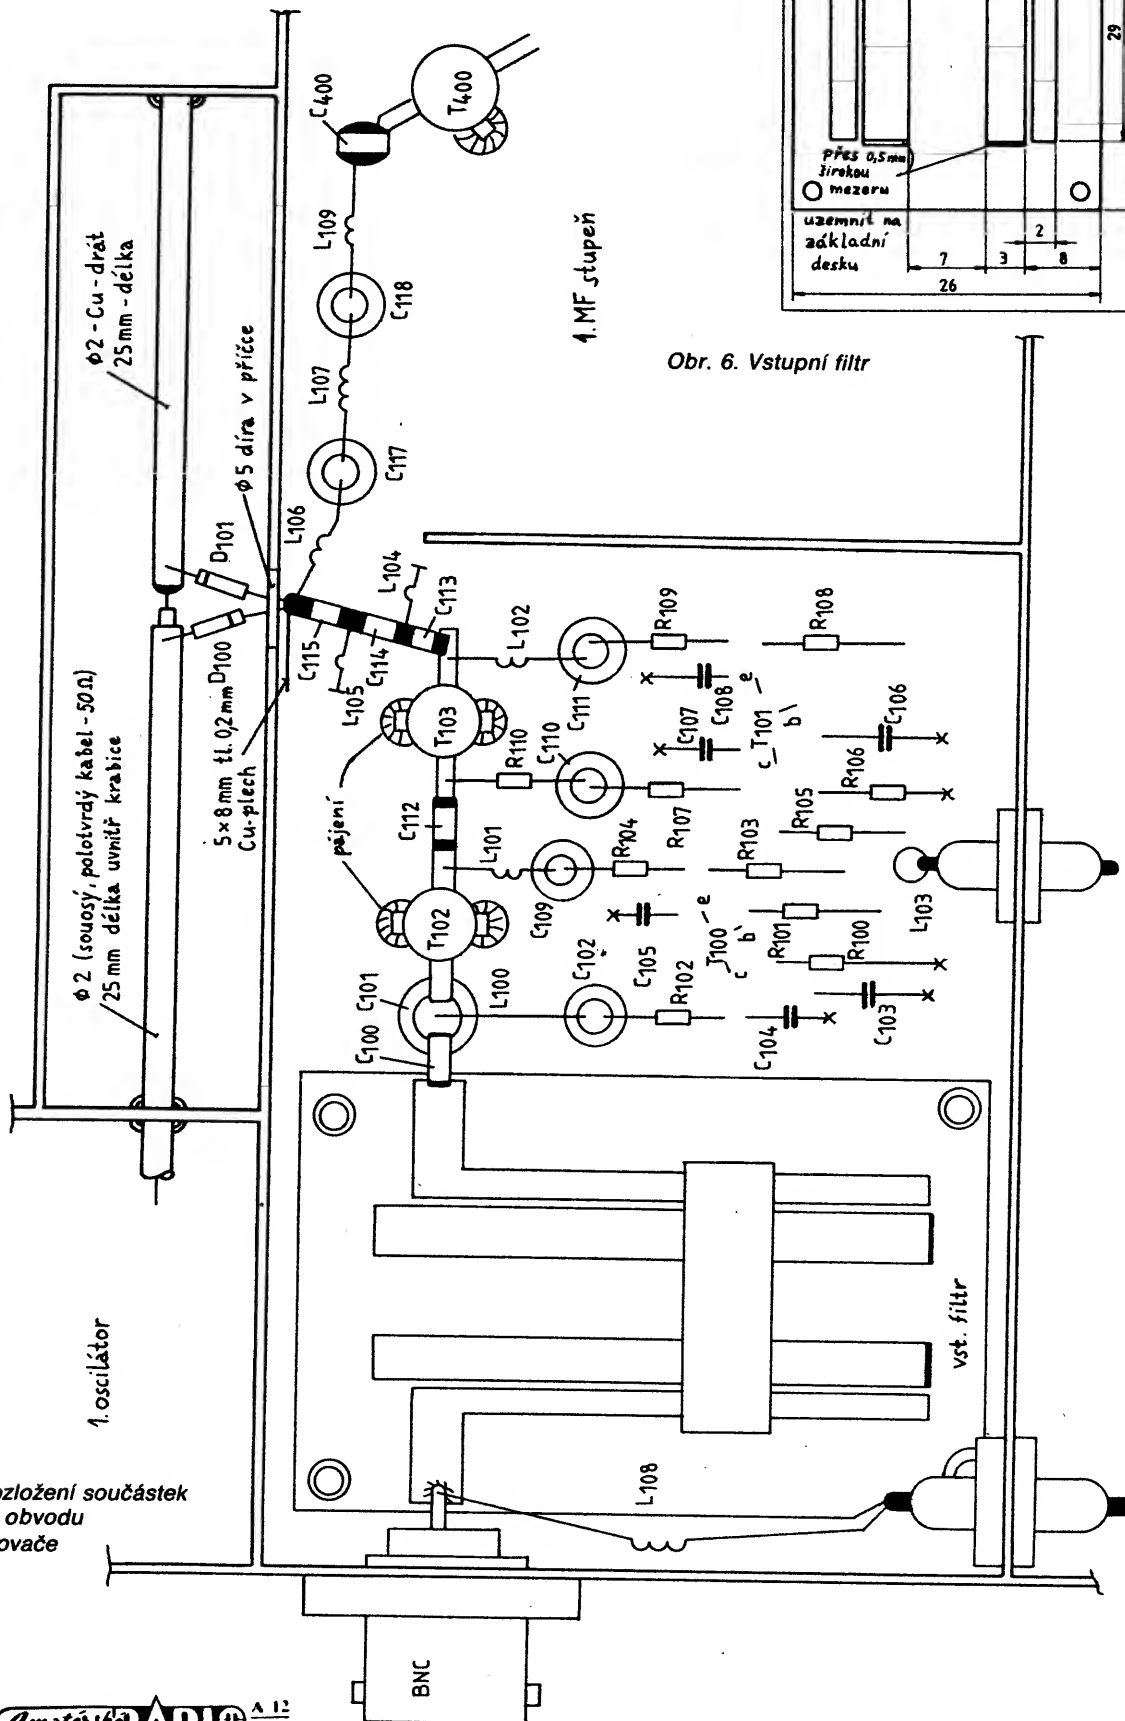 29
přes 0,5mm
širokou
mezeru
uzemnit na
základní
desku
2
7
3
8
26
Obr. 6. Vstupní filtr
T400
C400
L109
C118
L107
C117
L106
1. MF stupeň
ϕ2-Cu-drát
25mm-délka
ϕ5 díra v příčce
D101
D100
ϕ2 (souosý, polotvrdý kabel-50Ω)
25mm délka uvnitř krabice
5×8mm tl. 0,2mm
Cu-plech
pájení
L104
C113
C114
L105
C115
L102
R109
R108
C111
C108
e
T101
b
c
C107
C106
T103
R110
C110
R107
R106
R105
C112
L101
R104
R103
C109
L103
T102
e
T100
b
c
R101
R100
C105
C102
R102
L100
C101
C100
C104
C103
1. oscilátor
vst. filtr
L108
BNC
zložení součástek
obvodu
ovače
A 12